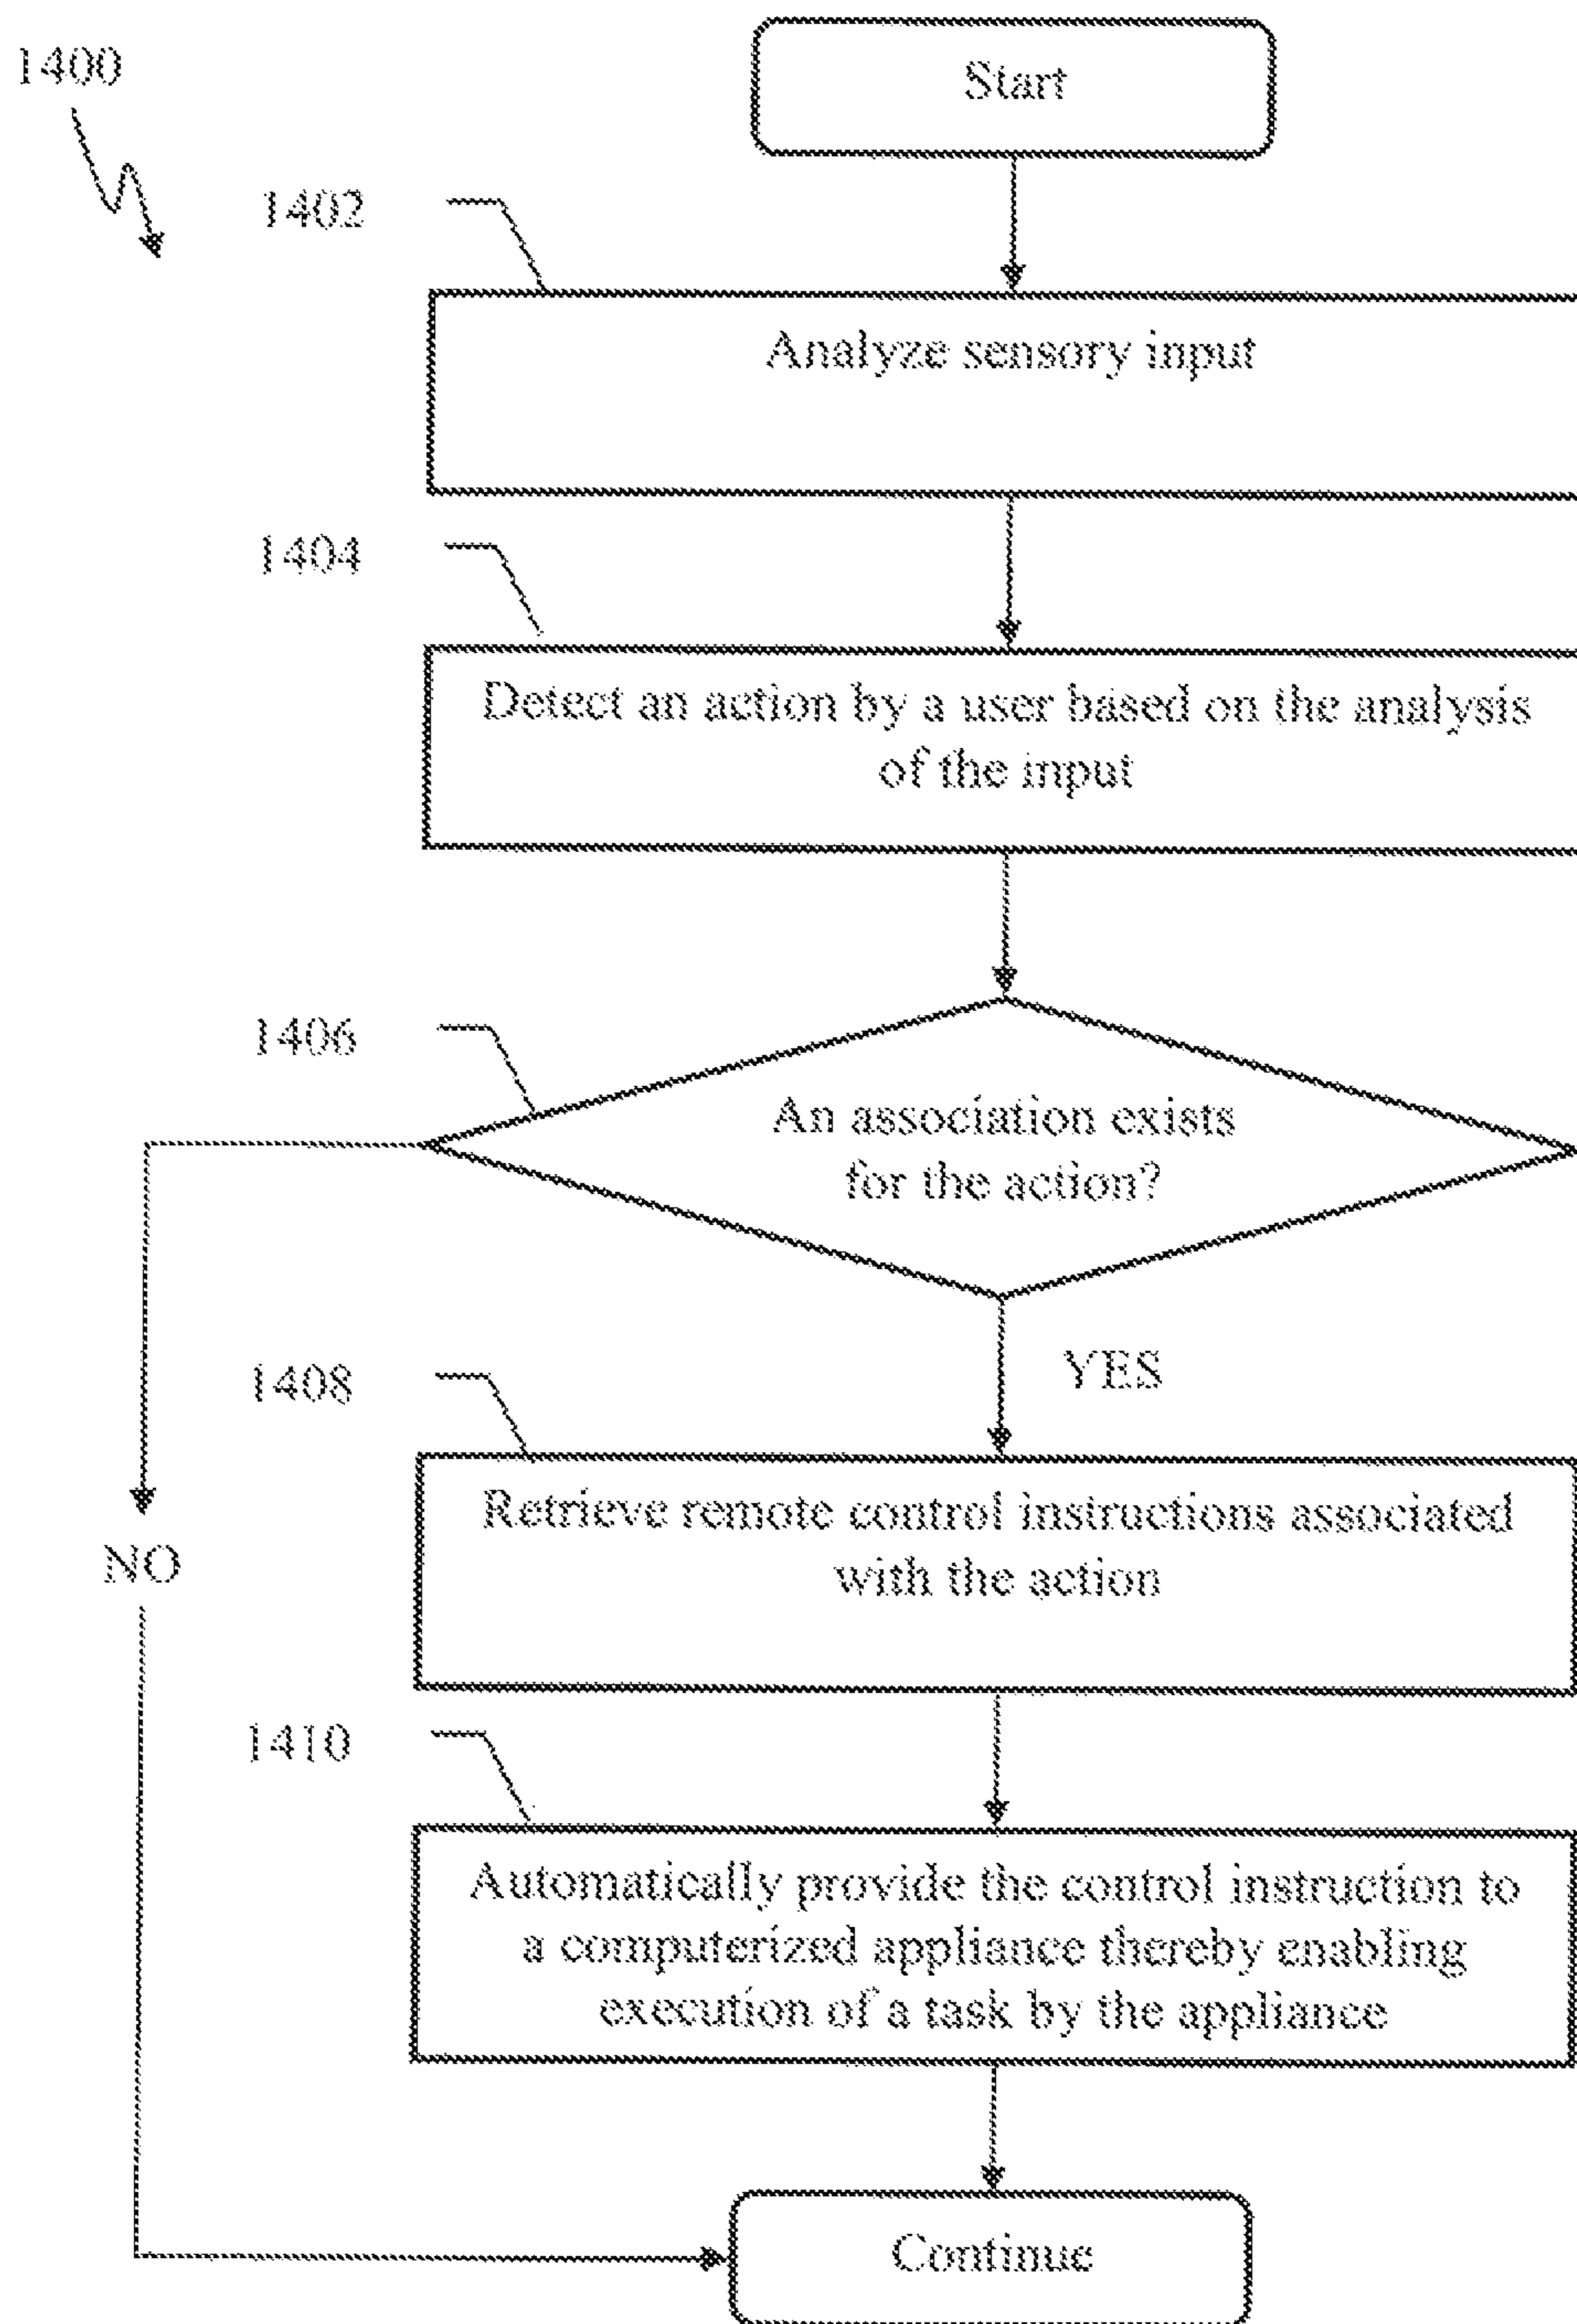 1400
Start
1402
Analyze sensory input
1404
Detect an action by a user based on the analysis
of the input
1406
An association exists
for the action?
YES
1408
Retrieve remote control instructions associated
with the action
NO
1410
Automatically provide the control instruction to
a computerized appliance thereby enabling
execution of a task by the appliance
Continue